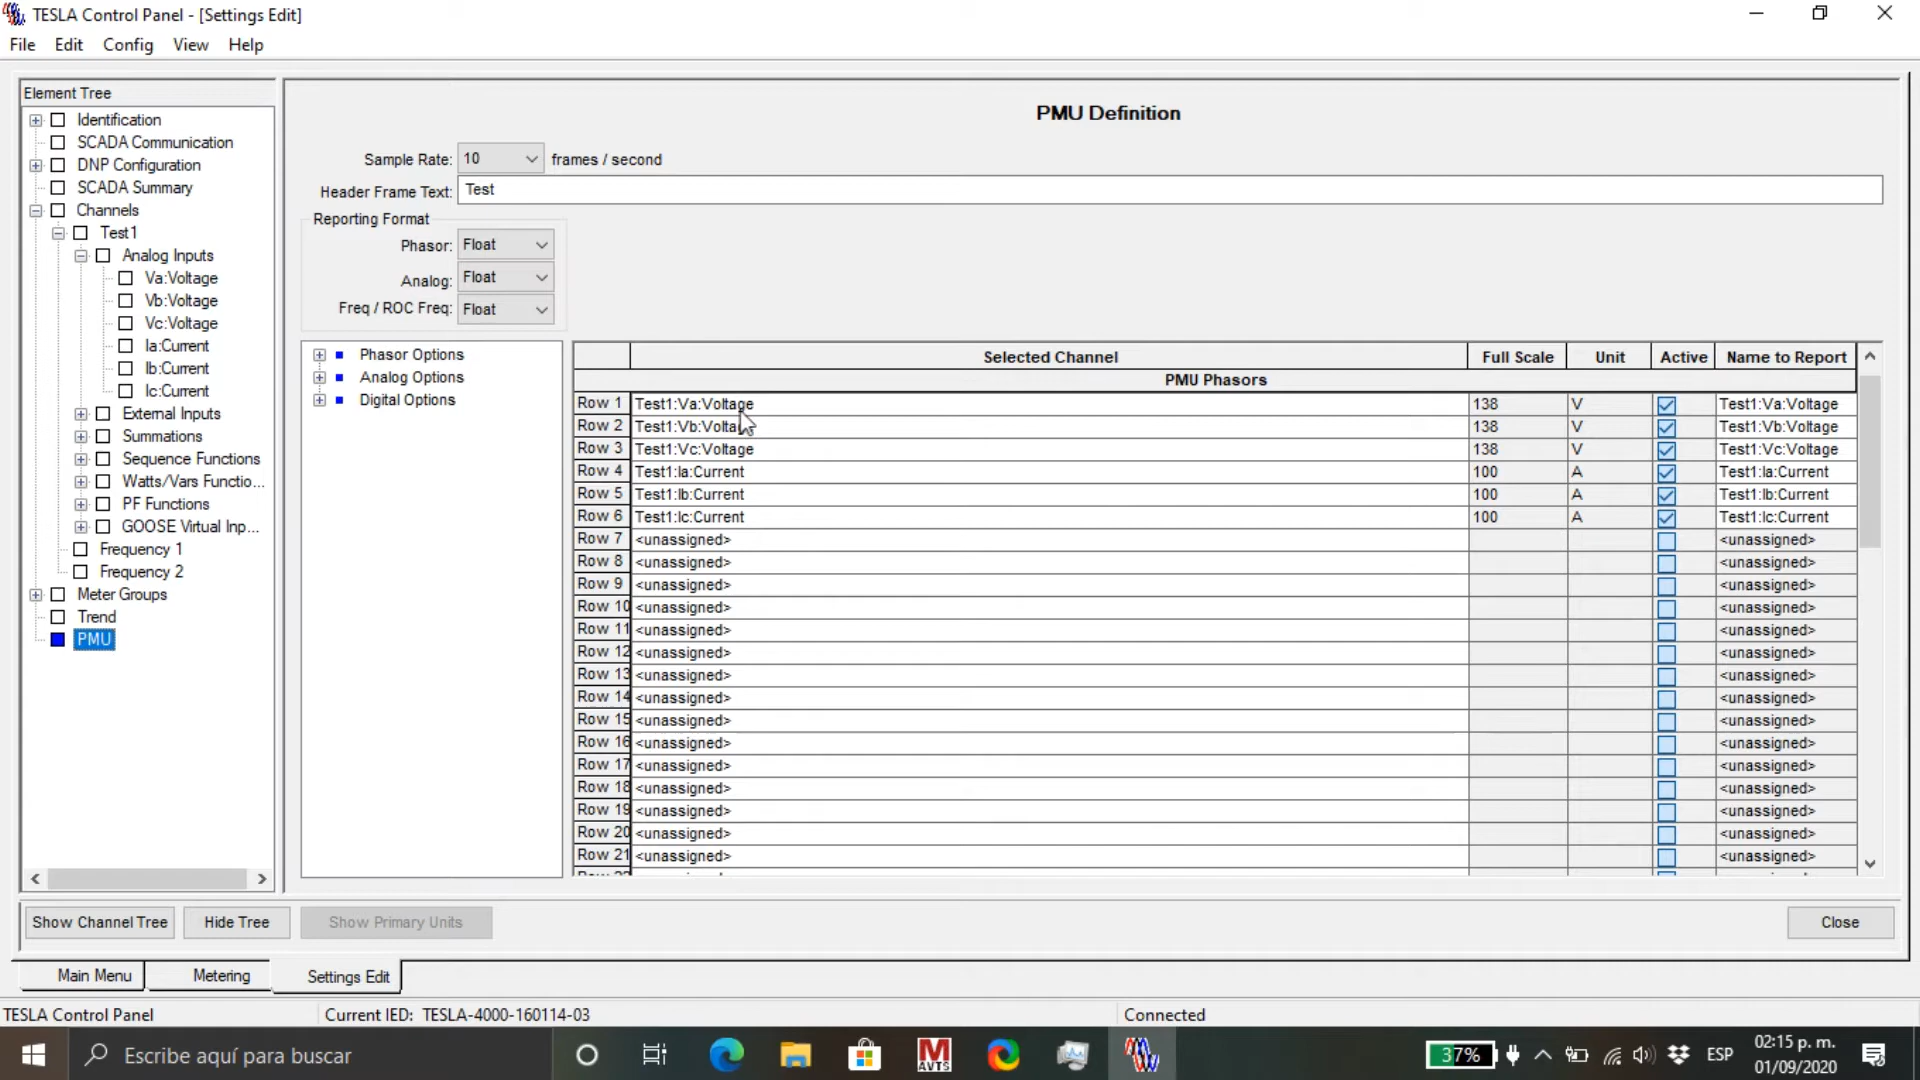 TESLA Control Panel - [Settings Edit]
File Edit Config View Help
Element Tree
Identification
SCADA Communication
DNP Configuration
SCADA Summary
Channels
Test1
Analog Inputs
Va:Voltage
Vb:Voltage
Vc:Voltage
Ia:Current
Ib:Current
Ic:Current
External Inputs
Summations
Sequence Functions
Watts/Vars Functio...
PF Functions
GOOSE Virtual Inp...
Frequency 1
Frequency 2
Meter Groups
Trend
PMU
PMU Definition
Sample Rate: 10 frames / second
Header Frame Text: Test
Reporting Format
Phasor: Float
Analog: Float
Freq / ROC Freq: Float
Phasor Options
Analog Options
Digital Options
Selected Channel Full Scale Unit Active Name to Report
PMU Phasors
Row 1 Test1:Va:Voltage 138 V Test1:Va:Voltage
Row 2 Test1:Vb:Voltage 138 V Test1:Vb:Voltage
Row 3 Test1:Vc:Voltage 138 V Test1:Vc:Voltage
Row 4 Test1:Ia:Current 100 A Test1:Ia:Current
Row 5 Test1:Ib:Current 100 A Test1:Ib:Current
Row 6 Test1:Ic:Current 100 A Test1:Ic:Current
Row 7 <unassigned> <unassigned>
Row 8 <unassigned> <unassigned>
Row 9 <unassigned> <unassigned>
Row 10 <unassigned> <unassigned>
Row 11 <unassigned> <unassigned>
Row 12 <unassigned> <unassigned>
Row 13 <unassigned> <unassigned>
Row 14 <unassigned> <unassigned>
Row 15 <unassigned> <unassigned>
Row 16 <unassigned> <unassigned>
Row 17 <unassigned> <unassigned>
Row 18 <unassigned> <unassigned>
Row 19 <unassigned> <unassigned>
Row 20 <unassigned> <unassigned>
Row 21 <unassigned> <unassigned>
Show Channel Tree Hide Tree Show Primary Units Close
Main Menu Metering Settings Edit
TESLA Control Panel Current IED: TESLA-4000-160114-03 Connected
Escribe aquí para buscar
M
AVTS
37%
ESP
02:15 p. m.
01/09/2020